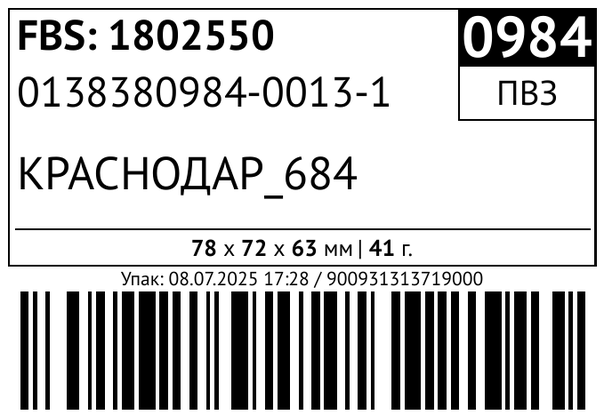 FBS: 1802550
0984
0138380984-0013-1
ПВЗ
КРАСНОДАР_684
78 x 72 x 63 мм | 41 г.
Упак: 08.07.2025 17:28 / 900931313719000